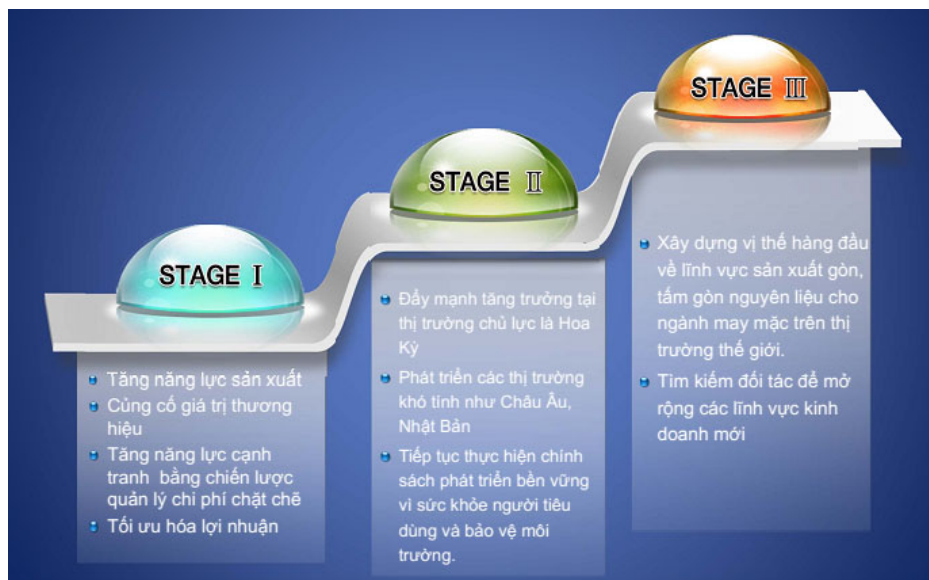 STAGE I
Tăng năng lực sản xuất
Củng cố giá trị thương
hiệu
Tăng năng lực cạnh
tranh bằng chiến lược
quản lý chi phí chặt chẽ
Tối ưu hóa lợi nhuận
STAGE II
Đẩy mạnh tăng trưởng tại
thị trường chủ lực là Hoa
Kỳ
Phát triển các thị trường
khó tính như Châu Âu,
Nhật Bản
Tiếp tục thực hiện chính
sách phát triển bền vững
vì sức khỏe người tiêu
dùng và bảo vệ môi
trường.
STAGE III
Xây dựng vị thế hàng đầu
về lĩnh vực sản xuất gòn,
tấm gòn nguyên liệu cho
ngành may mặc trên thị
trường thế giới.
Tìm kiếm đối tác để mở
rộng các lĩnh vực kinh
doanh mới